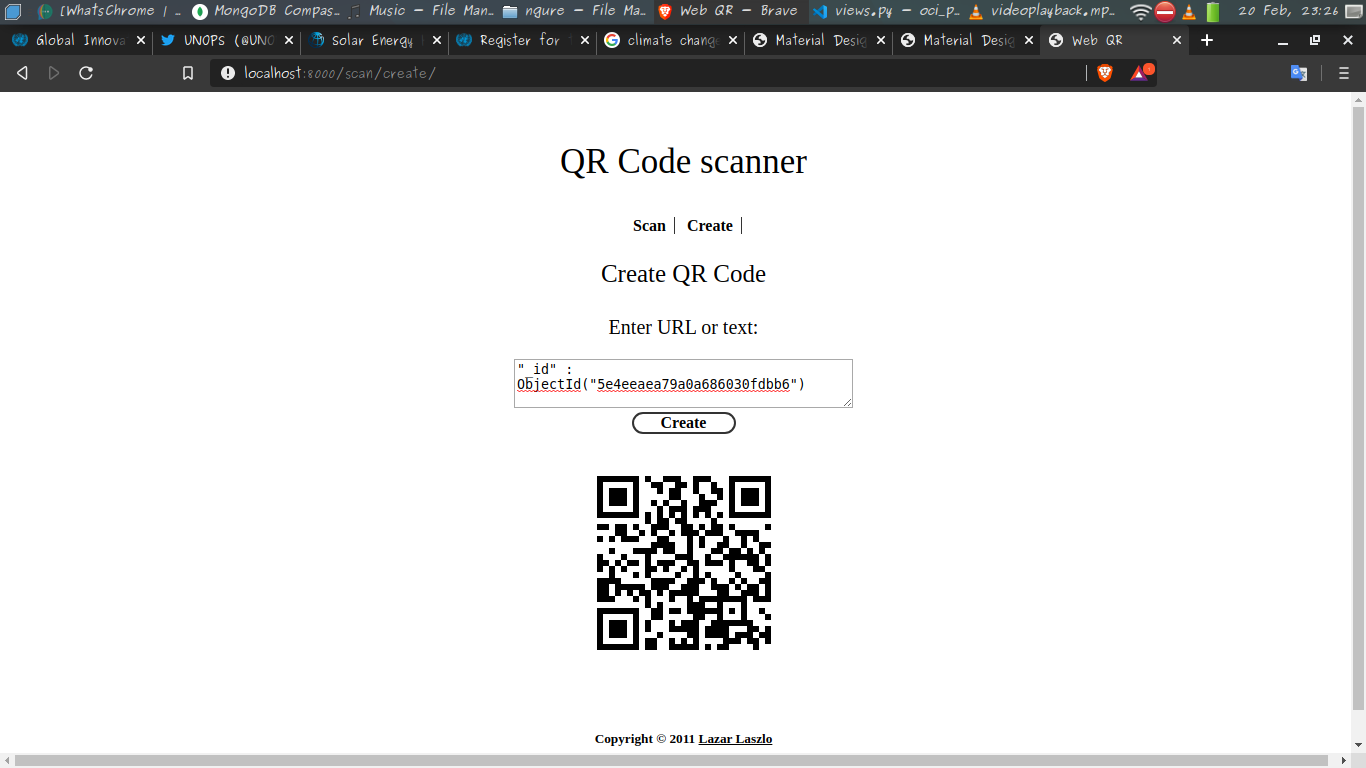 [WhatsChrome | - ...
MongoDB Compas...
Music - File Man...
ngure - File Ma...
Web QR - Brave
views.py - oci_p...
videoplayback.mp...
20 Feb, 23:26
Global Innova
UNOPS (@UNO
Solar Energy
Register for
climate change
Material Desig
Material Desig
Web QR
localhost:8000/scan/create/
QR Code scanner
Scan
Create
Create QR Code
Enter URL or text:
"_id" :
ObjectId("5e4eeaea79a0a686030fdbb6")
Create
Copyright © 2011 Lazar Laszlo